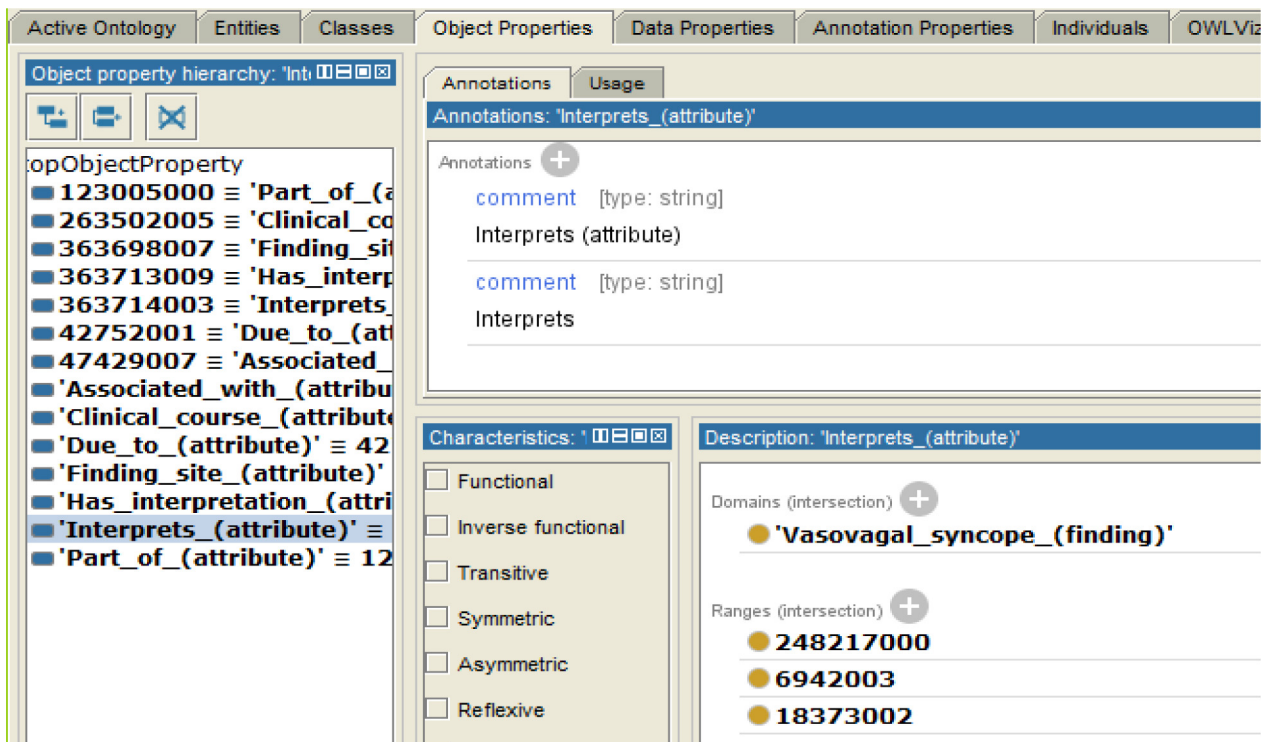 Active Ontology Entities Classes Object Properties Data Properties Annotation Properties Individuals OWLViz
Object property hierarchy: 'Int
topObjectProperty
123005000 ≡ 'Part_of_(a
263502005 ≡ 'Clinical_co
363698007 ≡ 'Finding_sit
363713009 ≡ 'Has_interp
363714003 ≡ 'Interprets_
42752001 ≡ 'Due_to_(att
47429007 ≡ 'Associated_
'Associated_with_(attribu
'Clinical_course_(attribute
'Due_to_(attribute)' ≡ 42
'Finding_site_(attribute)'
'Has_interpretation_(attri
'Interprets_(attribute)' ≡
'Part_of_(attribute)' ≡ 12
Annotations Usage
Annotations: 'Interprets_(attribute)'
Annotations
comment [type: string]
Interprets (attribute)
comment [type: string]
Interprets
Characteristics: '
Functional
Inverse functional
Transitive
Symmetric
Asymmetric
Reflexive
Description: 'Interprets_(attribute)'
Domains (intersection)
'Vasovagal_syncope_(finding)'
Ranges (intersection)
248217000
6942003
18373002